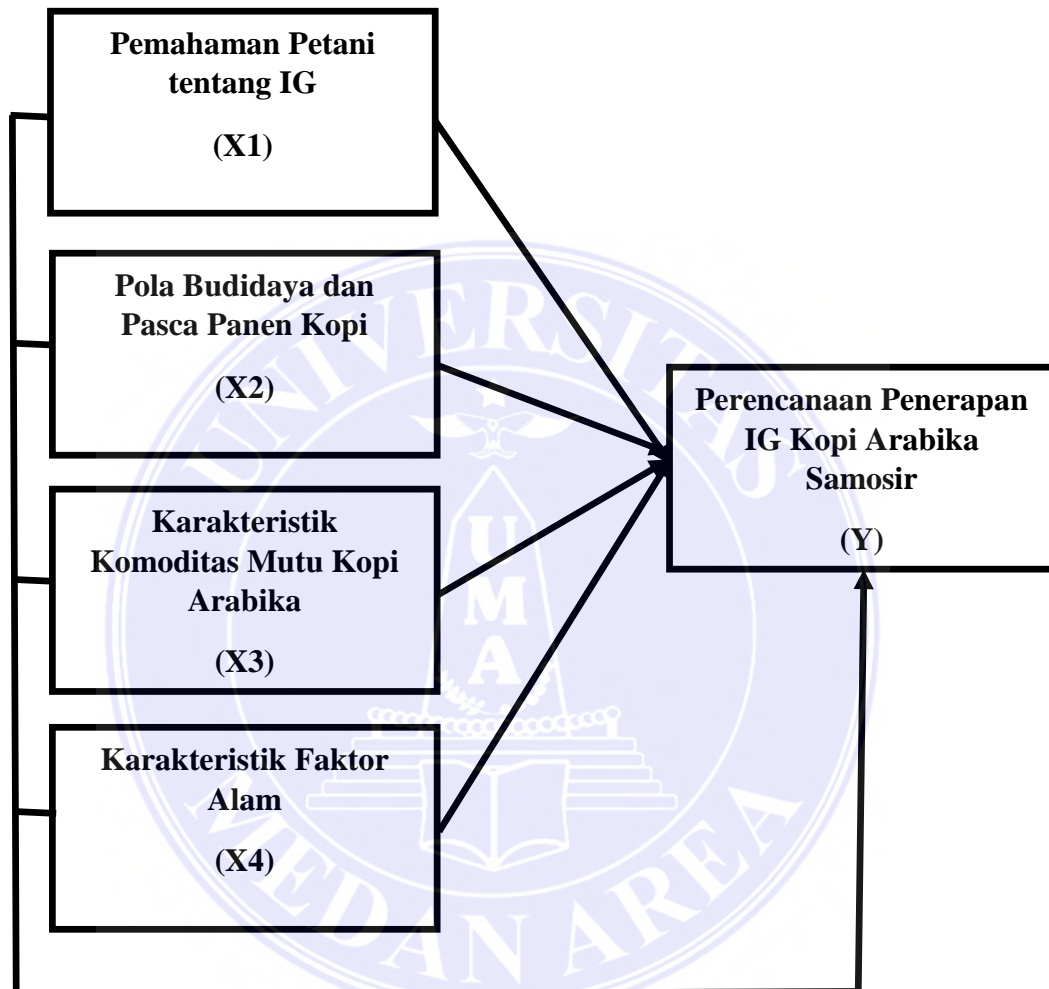 Pemahaman Petani
tentang IG
(X1)
Pola Budidaya dan
Pasca Panen Kopi
(X2)
Karakteristik
Komoditas Mutu Kopi
Arabika
(X3)
Karakteristik Faktor
Alam
(X4)
Perencanaan Penerapan
IG Kopi Arabika
Samosir
(Y)
UNIVERSITAS
MEDAN AREA
U
M
A